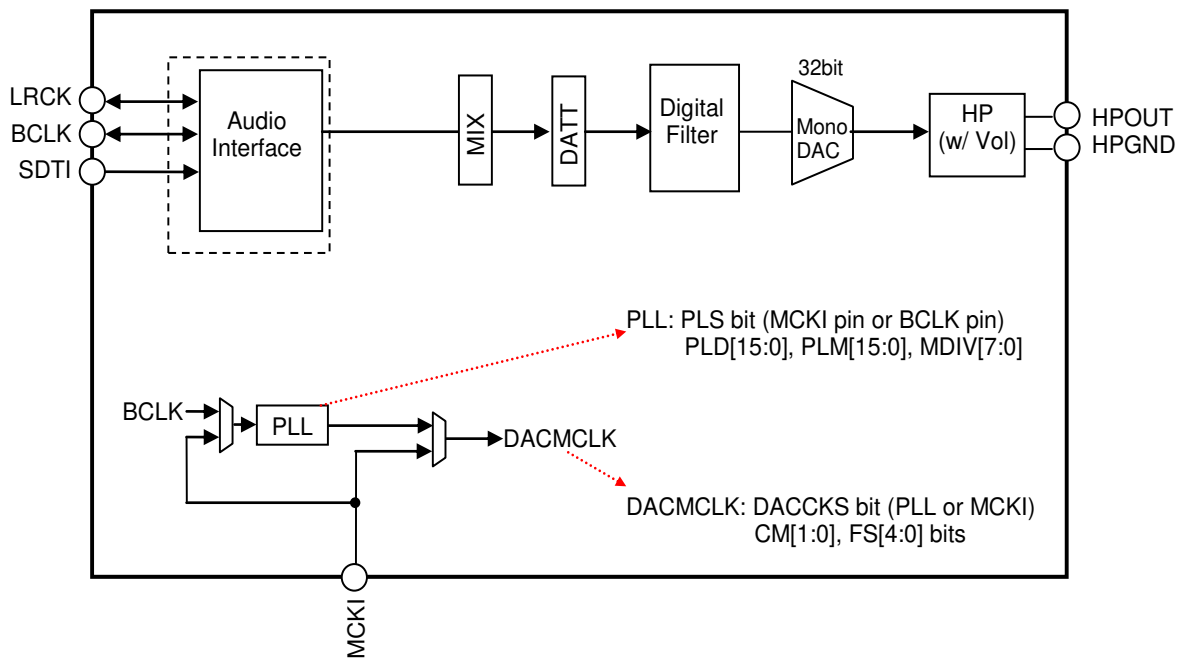 LRCK
BCLK
SDTI
Audio
Interface
MIX
DATT
Digital
Filter
32bit
Mono
DAC
HP
(w/ Vol)
HPOUT
HPGND
PLL: PLS bit (MCKI pin or BCLK pin)
PLD[15:0], PLM[15:0], MDIV[7:0]
BCLK
PLL
DACMCLK
DACMCLK: DACCKS bit (PLL or MCKI)
CM[1:0], FS[4:0] bits
MCKI